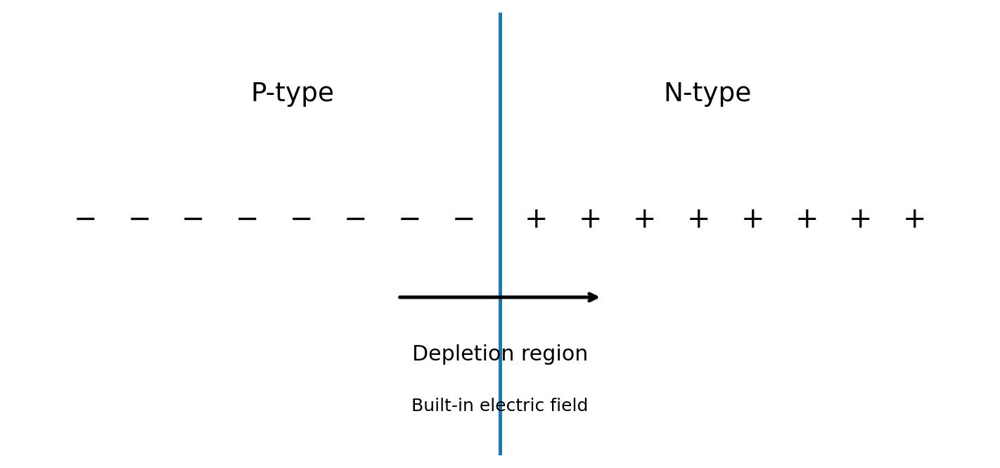 P-type N-type
− − − − − − − − + + + + + + + +
Depletion region
Built-in electric field